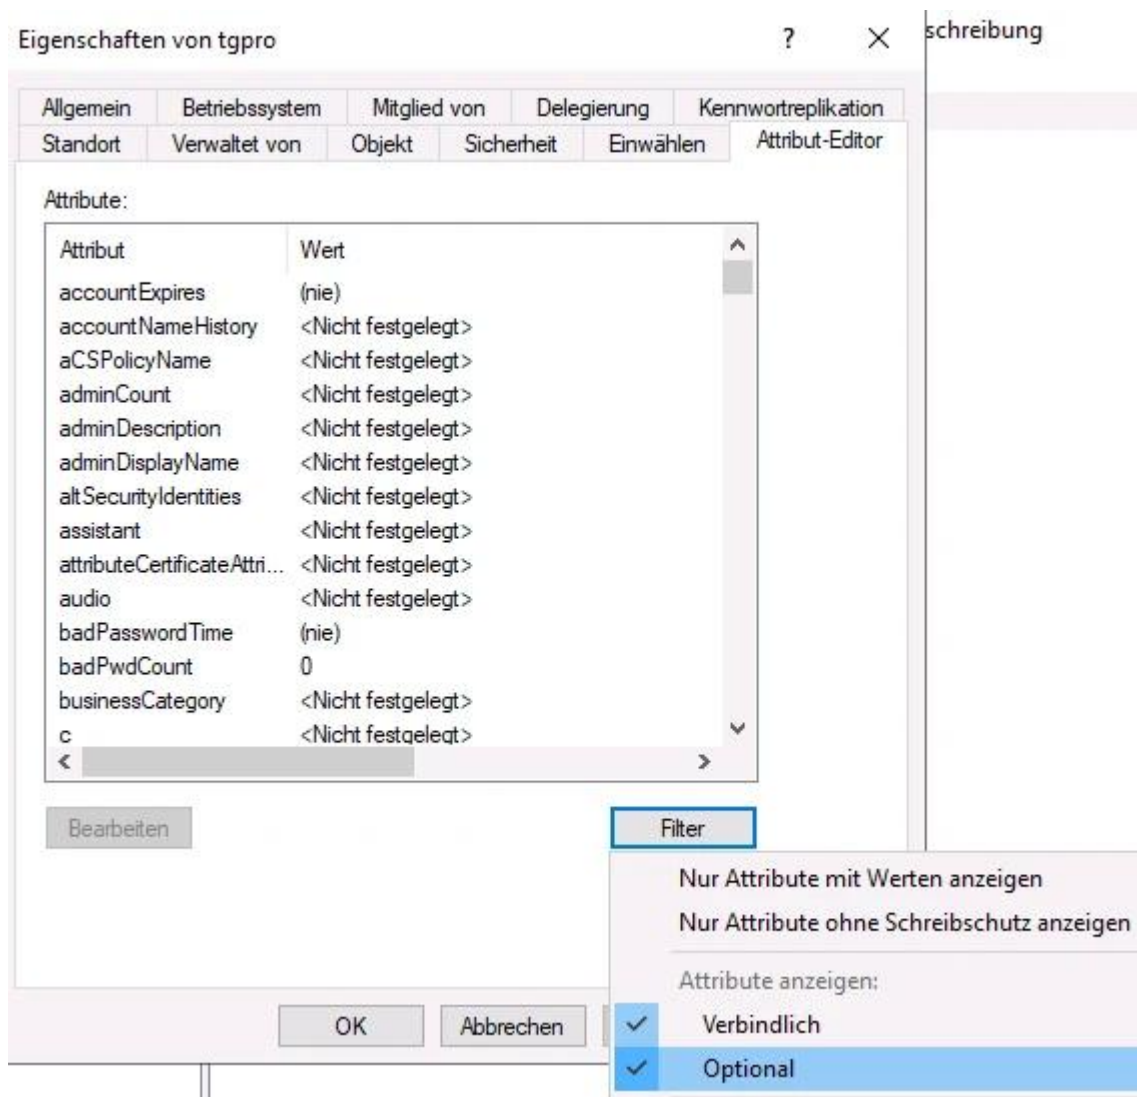 Eigenschaften von tgpro ? schreibung
Allgemein Betriebssystem Mitglied von Delegierung Kennwortreplikation
Standort Verwaltet von Objekt Sicherheit Einwählen Attribut-Editor
Attribute:
Attribut Wert
accountExpires (nie)
accountNameHistory <Nicht festgelegt>
aCSPolicyName <Nicht festgelegt>
adminCount <Nicht festgelegt>
adminDescription <Nicht festgelegt>
adminDisplayName <Nicht festgelegt>
altSecurityIdentities <Nicht festgelegt>
assistant <Nicht festgelegt>
attributeCertificateAttri... <Nicht festgelegt>
audio <Nicht festgelegt>
badPasswordTime (nie)
badPwdCount 0
businessCategory <Nicht festgelegt>
c <Nicht festgelegt>
Bearbeiten Filter
Nur Attribute mit Werten anzeigen
Nur Attribute ohne Schreibschutz anzeigen
Attribute anzeigen:
OK Abbrechen Verbindlich
Optional